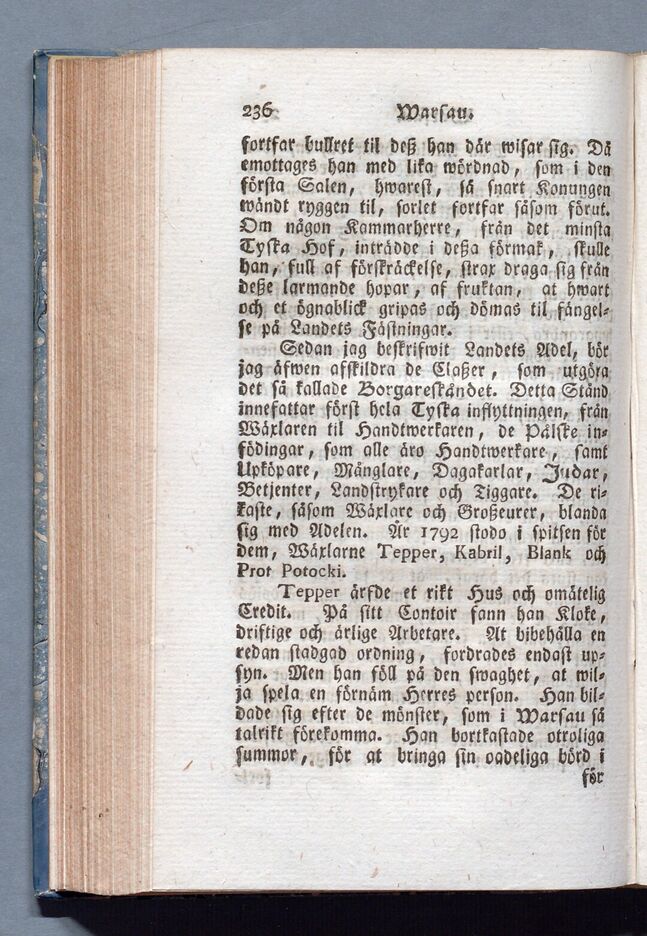 236 Warsau.
fortfar bullret til deß han där wisar sig. Då
emottages han med lika wördnad, som i den
första Salen, hwarest, så snart Konungen
wändt ryggen til, sorlet fortfar såsom förut.
Om någon Kammarherre, från det minsta
Tyska Hof, inträdde i deßa förmak, skulle
han, full af förskräckelse, strax draga sig från
deße larmande hopar, af fruktan, at hwart
och et ögnablick gripas och dömas til fängel-
se på Landets Fästningar.
Sedan jag beskrifwit Landets Adel, bör
jag äfwen afskildra de Claßer, som utgöra
det så kallade Borgareståndet. Detta Stånd
innefattar först hela Tyska inflyttningen, från
Wäxlaren til Handtwerkaren, de Pålske in-
födingar, som alle äro Handtwerkare, samt
Upköpare, Månglare, Dagakarlar, Judar,
Betjenter, Landstrykare och Tiggare. De ri-
kaste, såsom Wäxlare och Großeurer, blanda
sig med Adelen. År 1792 stodo i spitsen för
dem, Wäxlarne Tepper, Kabril, Blank och
Prot Potocki.
Tepper ärfde et rikt Hus och omätelig
Credit. På sitt Contoir fann han Kloke,
driftige och ärlige Arbetare. At bibehålla en
redan stadgad ordning, fordrades endast up-
syn. Men han föll på den swaghet, at wil-
ja spela en förnäm Herres person. Han bil-
dade sig efter de mönster, som i Warsau så
talrikt förekomma. Han bortkastade otroliga
summor, för at bringa sin oadeliga börd i
för